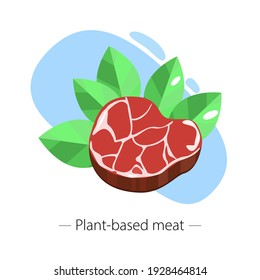 — Plant-based meat —
shutterstock.com · 1928464814